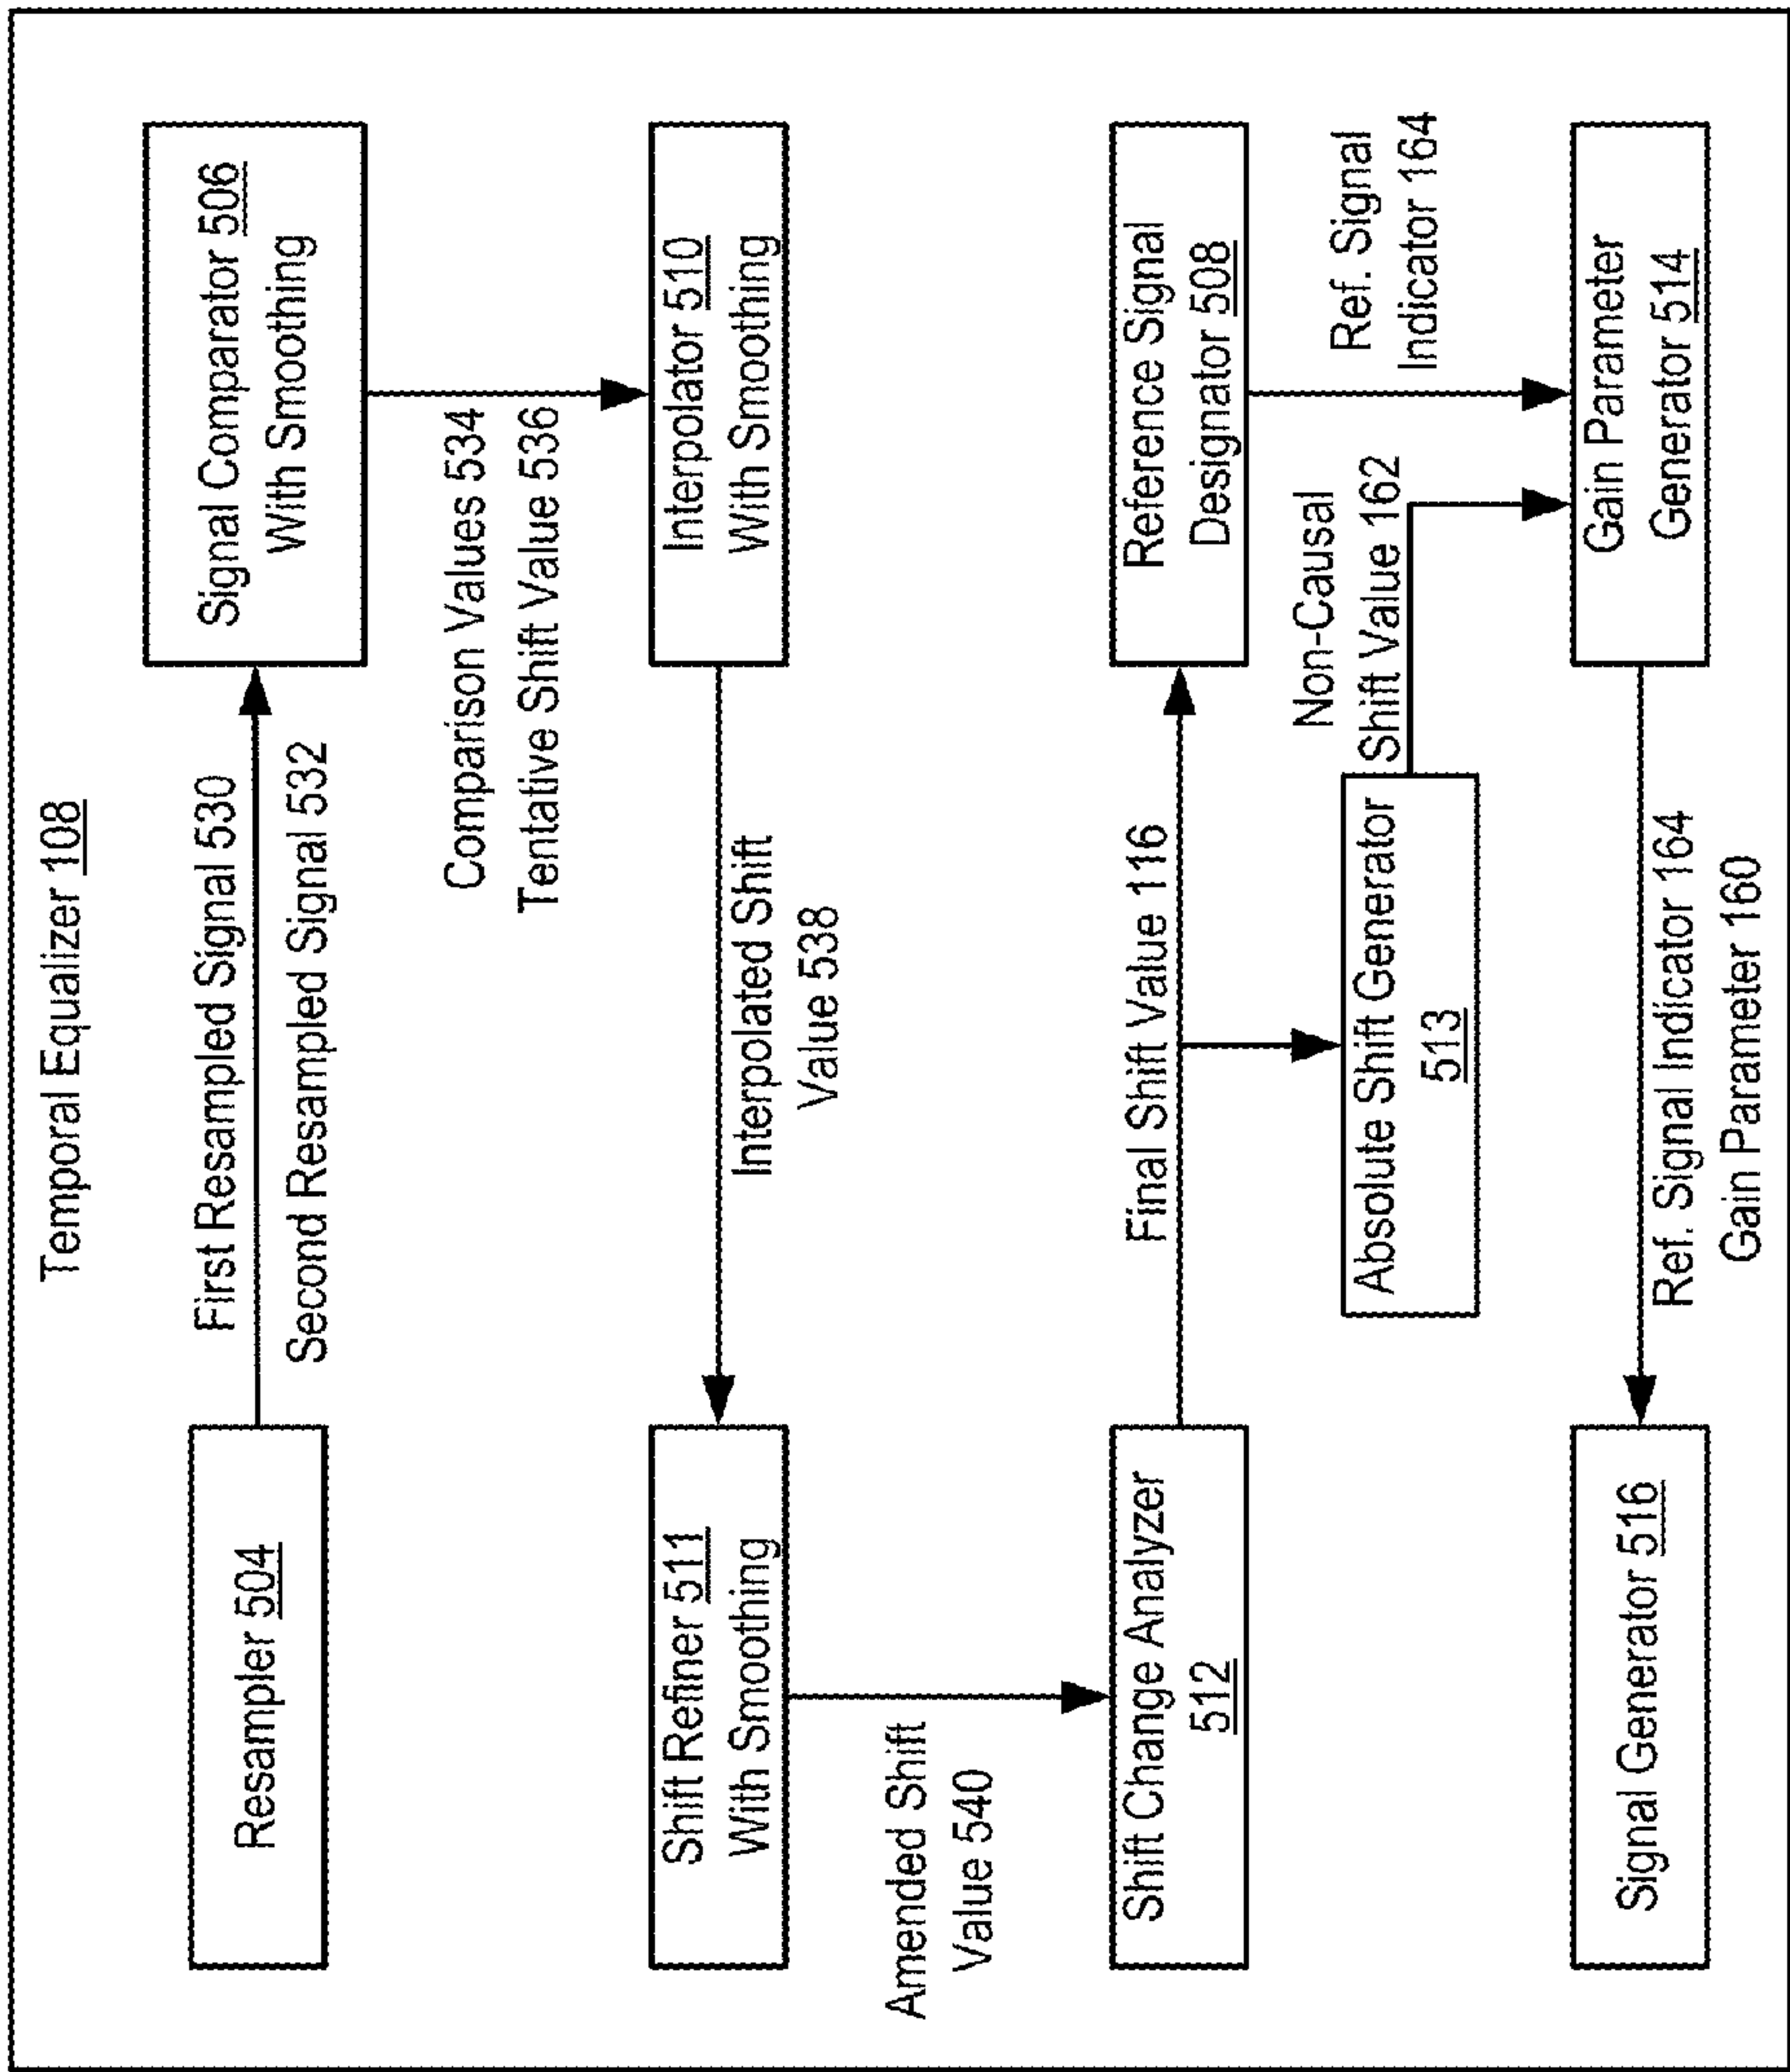 Temporal Equalizer 108
Resampler 504
First Resampled Signal 530
Second Resampled Signal 532
Signal Comparator 506
With Smoothing
Comparison Values 534
Tentative Shift Value 536
Shift Refiner 511
With Smoothing
Interpolated Shift
Value 538
Interpolator 510
With Smoothing
Amended Shift
Value 540
Shift Change Analyzer
512
Final Shift Value 116
Reference Signal
Designator 508
Absolute Shift Generator
513
Non-Causal
Shift Value 162
Ref. Signal
Indicator 164
Signal Generator 516
Ref. Signal Indicator 164
Gain Parameter 160
Gain Parameter
Generator 514